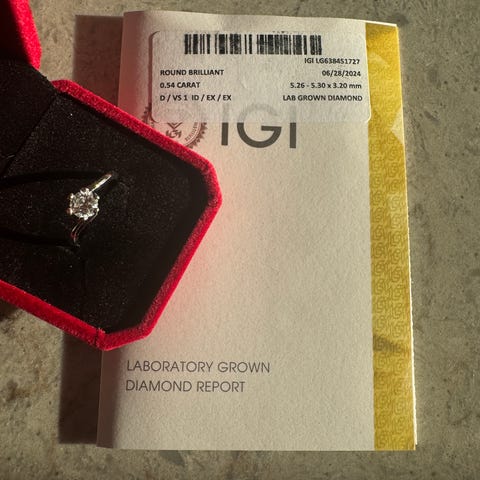 IGI LG638451727
ROUND BRILLIANT 06/28/2024
0.54 CARAT 5.26 - 5.30 x 3.20 mm
D / VS 1 ID / EX / EX LAB GROWN DIAMOND
IGI
LABORATORY GROWN
DIAMOND REPORT